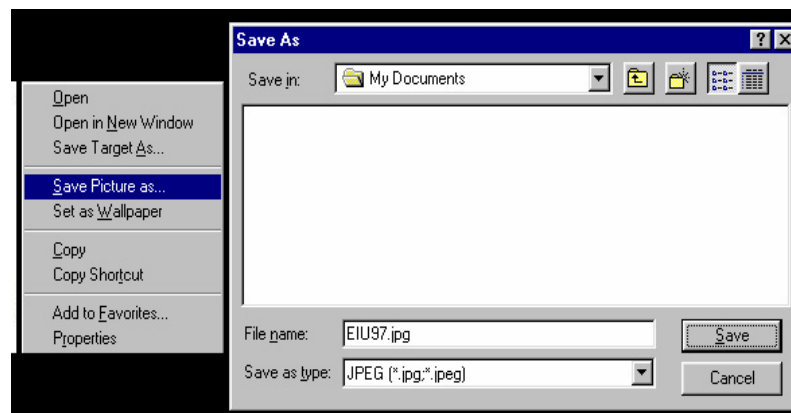 Open
Open in New Window
Save Target As...
Save Picture as...
Set as Wallpaper
Copy
Copy Shortcut
Add to Favorites...
Properties
Save As
Save in:
My Documents
File name:
EIU97.jpg
Save
Save as type:
JPEG (*.jpg;*.jpeg)
Cancel